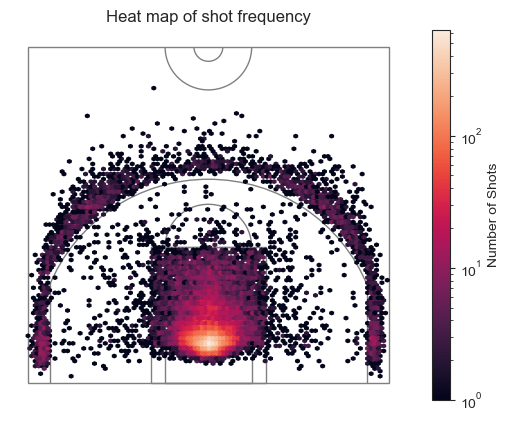 Heat map of shot frequency
10²
10¹
10⁰
Number of Shots